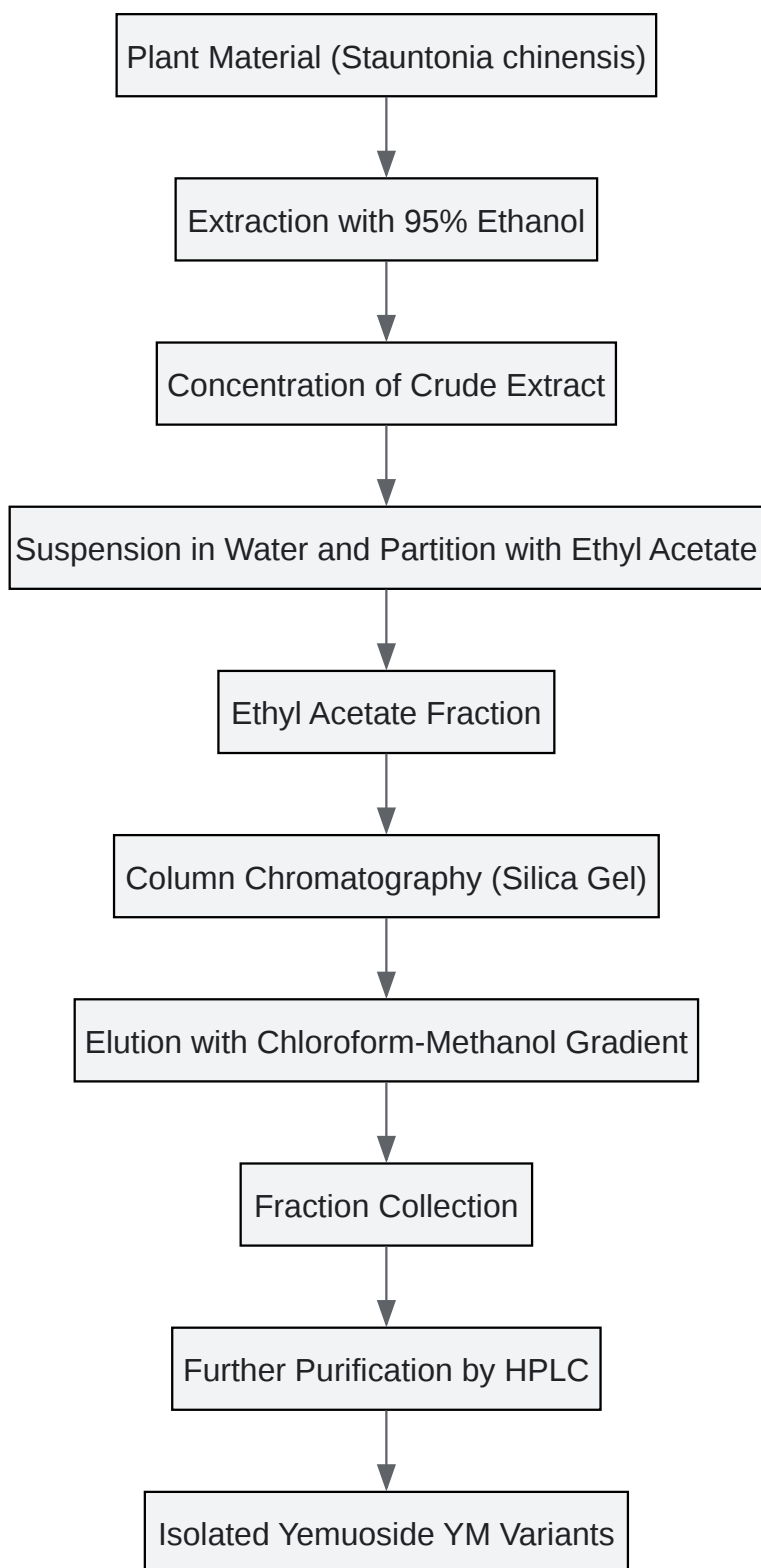 Plant Material (Stauntonia chinensis)
Extraction with 95% Ethanol
Concentration of Crude Extract
Suspension in Water and Partition with Ethyl Acetate
Ethyl Acetate Fraction
Column Chromatography (Silica Gel)
Elution with Chloroform-Methanol Gradient
Fraction Collection
Further Purification by HPLC
Isolated Yemuoside YM Variants